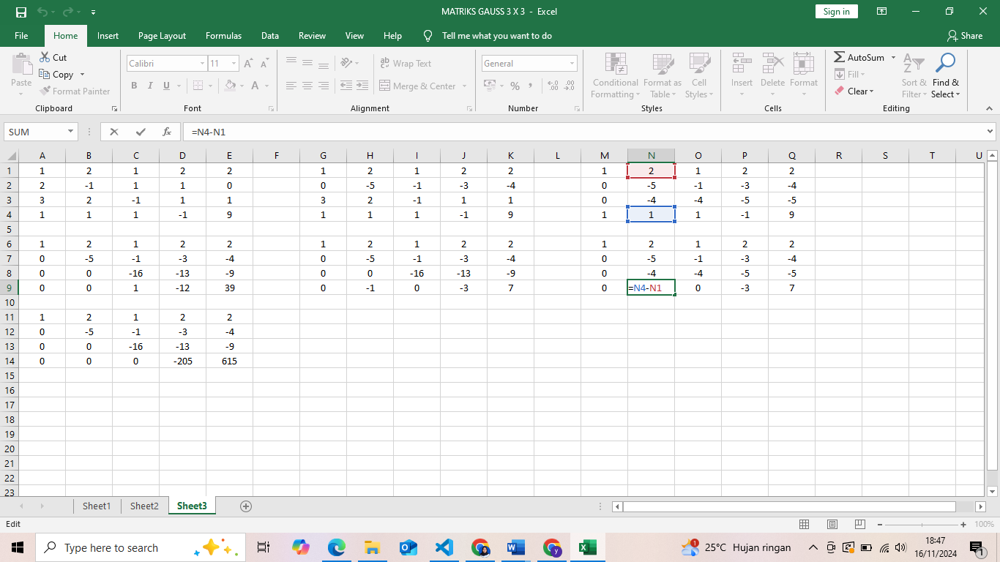 MATRIKS GAUSS 3 X 3 - Excel
Sign in
File Home Insert Page Layout Formulas Data Review View Help Tell me what you want to do Share
Paste
Cut
Copy
Format Painter
Clipboard
Calibri 11
B I U
Font
Wrap Text
Merge & Center
Alignment
General
%
Number
Conditional Formatting
Format as Table
Cell Styles
Styles
Insert Delete Format
Cells
AutoSum
Fill
Clear
Sort & Filter
Find & Select
Editing
SUM fx =N4-N1
A B C D E F G H I J K L M N O P Q R S T U
1 1 2 1 2 2 1 2 1 2 2 1 2 1 2 2
2 2 -1 1 1 0 0 -5 -1 -3 -4 0 -5 -1 -3 -4
3 3 2 -1 1 1 3 2 -1 1 1 0 -4 -4 -5 -5
4 1 1 1 -1 9 1 1 1 -1 9 1 1 1 -1 9
5
6 1 2 1 2 2 1 2 1 2 2 1 2 1 2 2
7 0 -5 -1 -3 -4 0 -5 -1 -3 -4 0 -5 -1 -3 -4
8 0 0 -16 -13 -9 0 0 -16 -13 -9 0 -4 -4 -5 -5
9 0 0 1 -12 39 0 -1 0 -3 7 0 =N4-N1 0 -3 7
10
11 1 2 1 2 2
12 0 -5 -1 -3 -4
13 0 0 -16 -13 -9
14 0 0 0 -205 615
15
16
17
18
19
20
21
22
23
Sheet1 Sheet2 Sheet3
Edit 100%
Type here to search
25°C Hujan ringan
18:47
16/11/2024
1